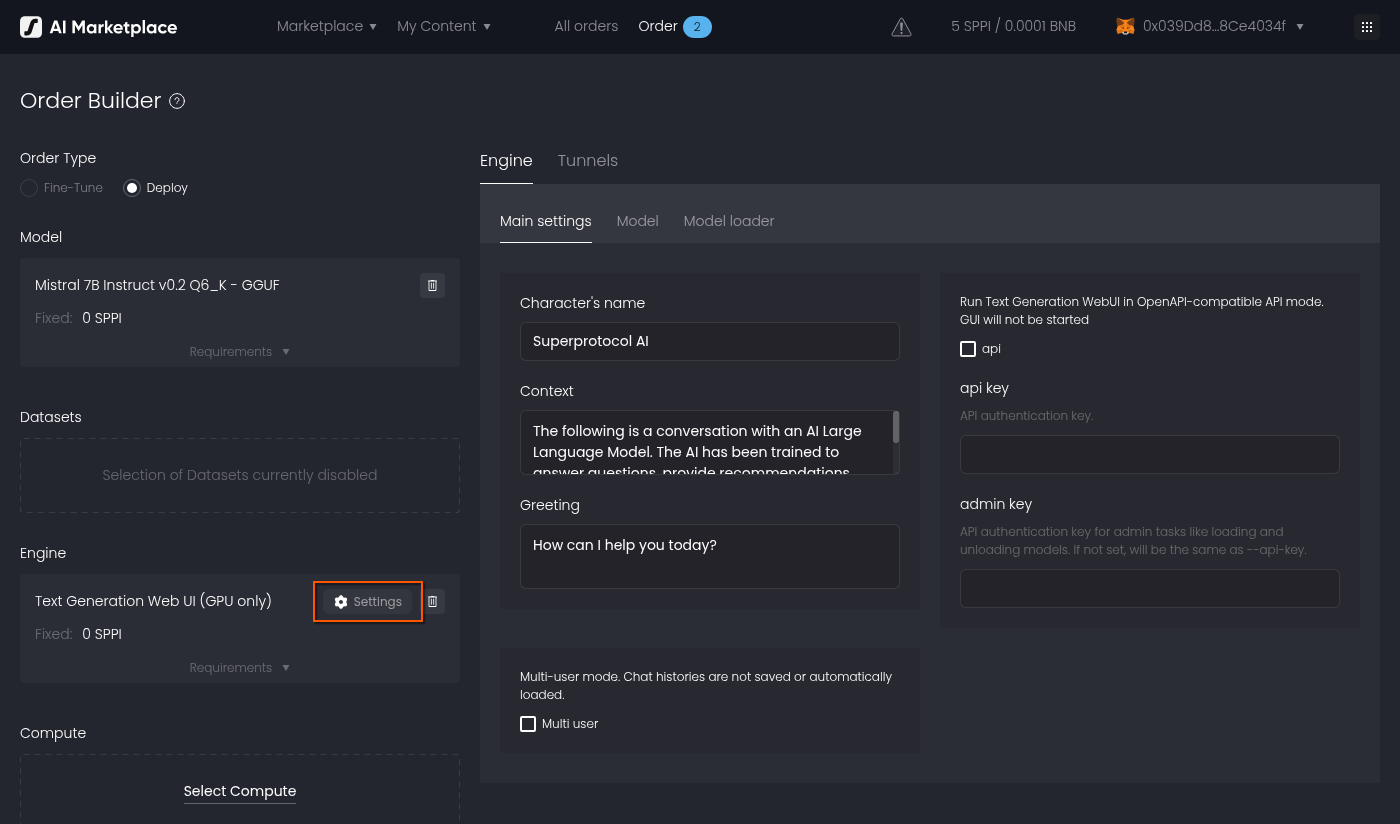 AI Marketplace
Marketplace
My Content
All orders
Order 2
5 SPPI / 0.0001 BNB
0x039Dd8...8Ce4034f
Order Builder ?
Order Type
Fine-Tune
Deploy
Model
Mistral 7B Instruct v0.2 Q6_K - GGUF
Fixed: 0 SPPI
Requirements
Datasets
Selection of Datasets currently disabled
Engine
Text Generation Web UI (GPU only)
Settings
Fixed: 0 SPPI
Requirements
Compute
Select Compute
Engine
Tunnels
Main settings
Model
Model loader
Character's name
Superprotocol AI
Context
The following is a conversation with an AI Large
Language Model. The AI has been trained to
answer questions, provide recommendations,
Greeting
How can I help you today?
Multi-user mode. Chat histories are not saved or automatically
loaded.
Multi user
Run Text Generation WebUI in OpenAPI-compatible API mode.
GUI will not be started
api
api key
API authentication key.
admin key
API authentication key for admin tasks like loading and
unloading models. If not set, will be the same as --api-key.